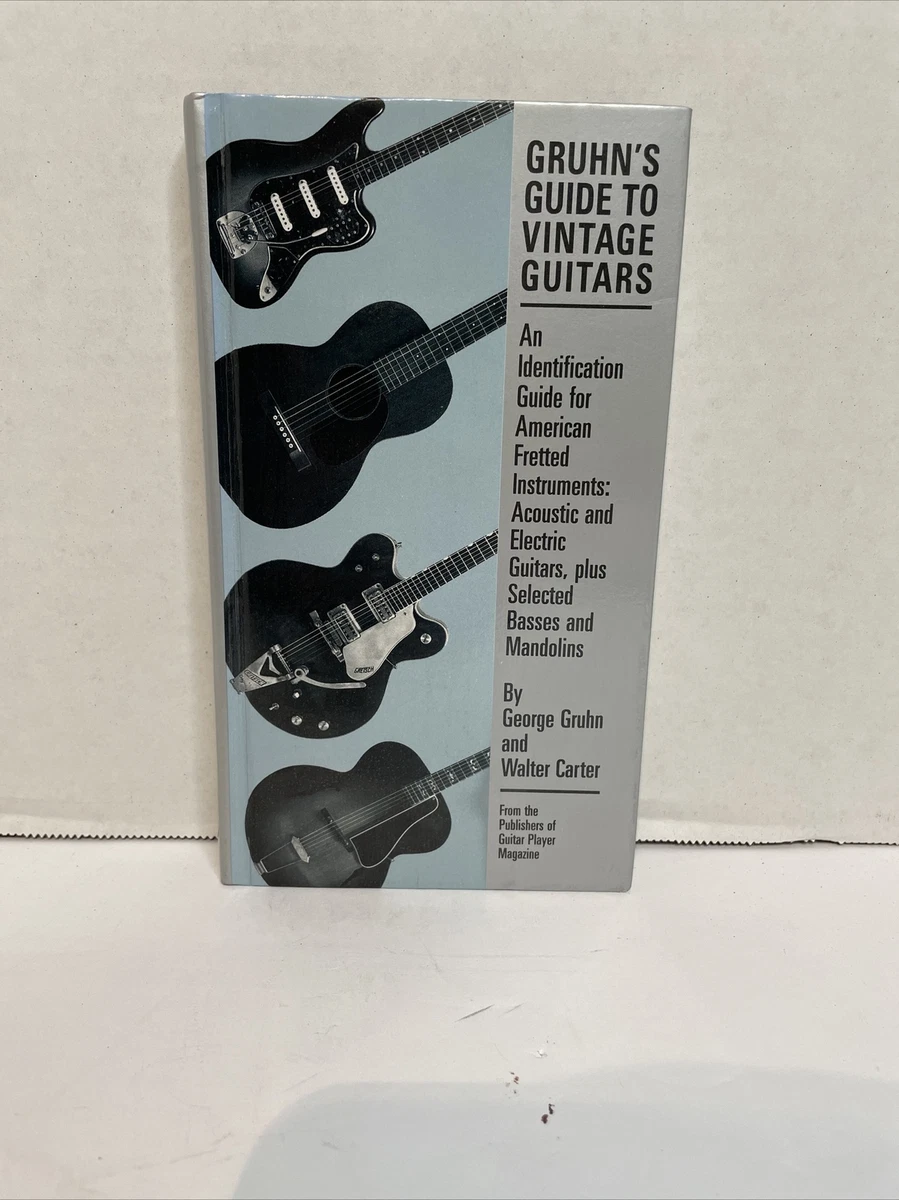 GRUHN'S
GUIDE TO
VINTAGE
GUITARS
An
Identification
Guide for
American
Fretted
Instruments:
Acoustic and
Electric
Guitars, plus
Selected
Basses and
Mandolins
By
George Gruhn
and
Walter Carter
From the
Publishers of
Guitar Player
Magazine
GRETSCH